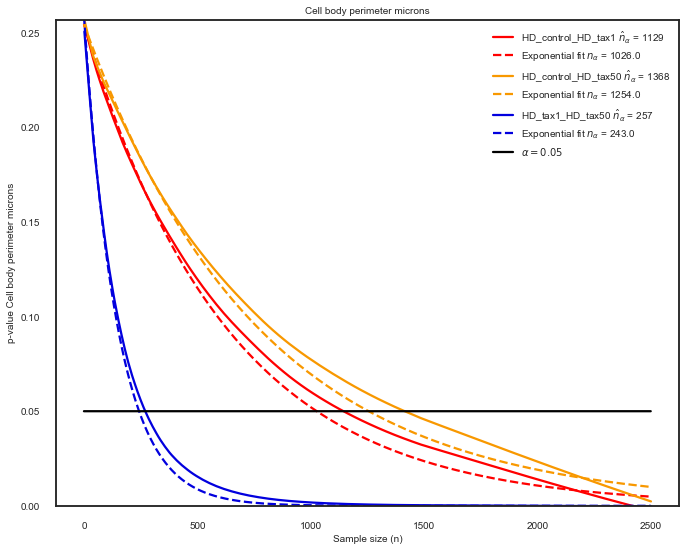 Cell body perimeter microns
HD_control_HD_tax1 n̂α = 1129
Exponential fit nα = 1026.0
HD_control_HD_tax50 n̂α = 1368
Exponential fit nα = 1254.0
HD_tax1_HD_tax50 n̂α = 257
Exponential fit nα = 243.0
α = 0.05
p-value Cell body perimeter microns
0.25
0.20
0.15
0.10
0.05
0.00
0 500 1000 1500 2000 2500
Sample size (n)